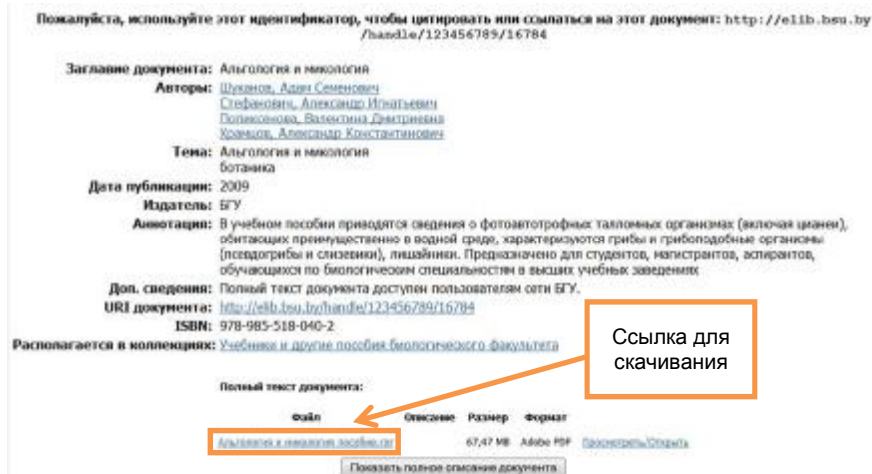 Пожалуйста, используйте этот идентификатор, чтобы цитировать или ссылаться на этот документ: http://elib.bsu.by
/handle/123456789/16784
Заглавие документа: Альгология и микология
Авторы: Шуканов, Адам Семенович
Стефанович, Александр Игнатьевич
Поликсенова, Валентина Дмитриевна
Храмцов, Александр Константинович
Тема: Альгология и микология
ботаника
Дата публикации: 2009
Издатель: БГУ
Аннотация: В учебном пособии приводятся сведения о фотоавтотрофных талломных организмах (включая цианеи),
обитающих преимущественно в водной среде, характеризуются грибы и грибоподобные организмы
(псевдогрибы и слизевики), лишайники. Предназначено для студентов, магистрантов, аспирантов,
обучающихся по биологическим специальностям в высших учебных заведениях
Доп. сведения: Полный текст документа доступен пользователям сети БГУ.
URI документа: http://elib.bsu.by/handle/123456789/16784
ISBN: 978-985-518-040-2
Располагается в коллекциях: Учебники и другие пособия биологического факультета
Ссылка для
скачивания
Полный текст документа:
Файл Описание Размер Формат
Альгология и микология пособие.rar 67,47 MB Adobe PDF Просмотреть/Открыть
Показать полное описание документа